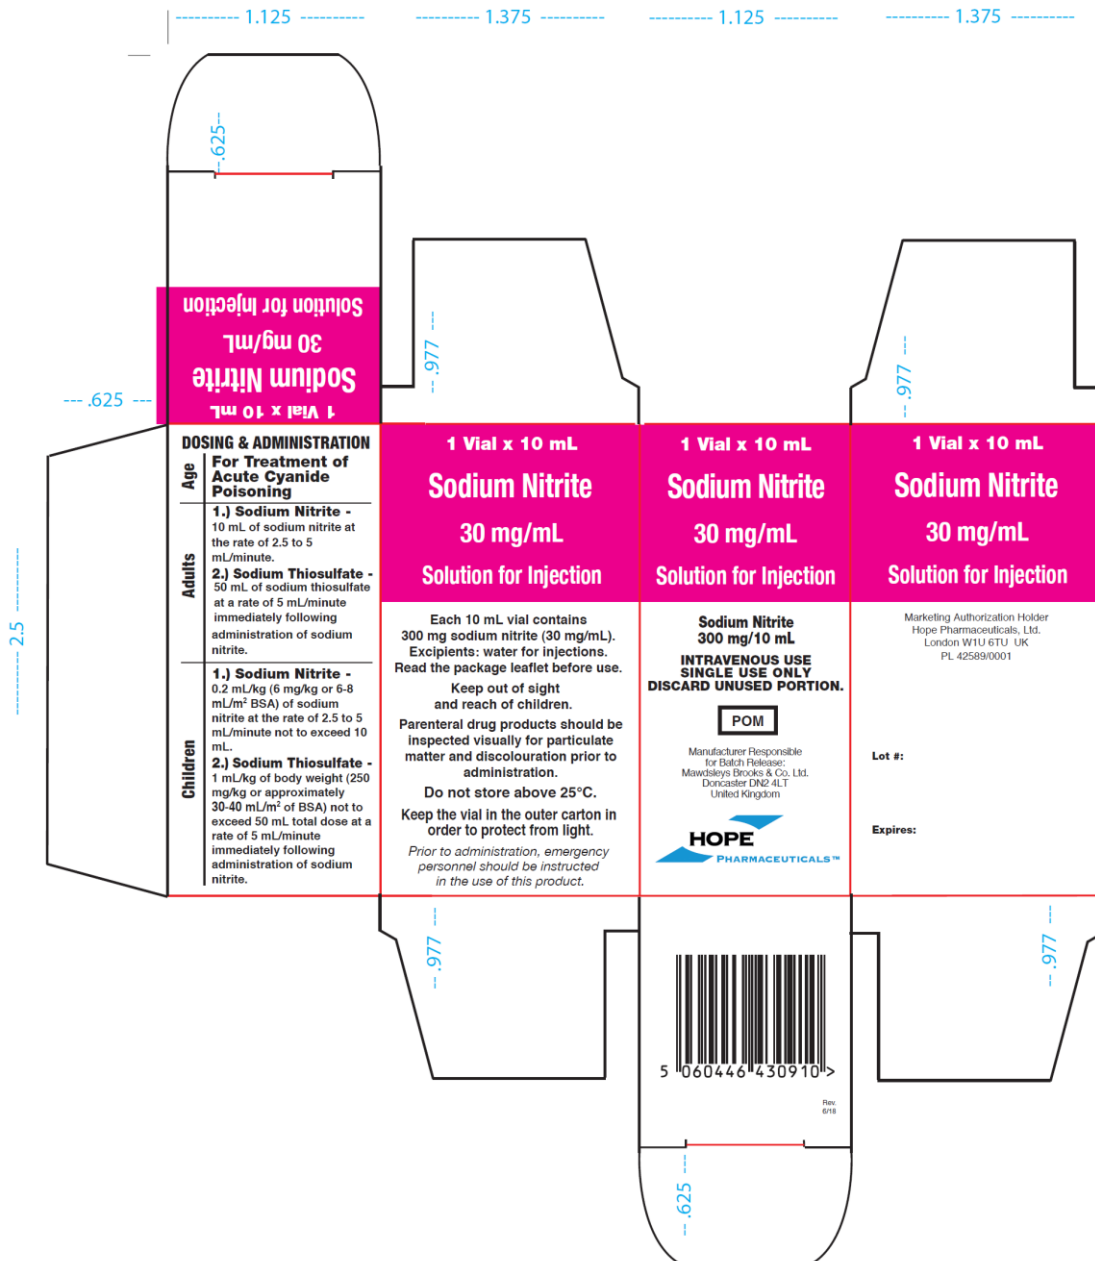 1.125
1.375
1.125
1.375
.625
.977
.977
.625
2.5
1 Vial x 10 mL
Sodium Nitrite
30 mg/mL
Solution for Injection
DOSING & ADMINISTRATION
Age
For Treatment of
Acute Cyanide
Poisoning
Adults
1.) Sodium Nitrite -
10 mL of sodium nitrite at
the rate of 2.5 to 5
mL/minute.
2.) Sodium Thiosulfate -
50 mL of sodium thiosulfate
at a rate of 5 mL/minute
immediately following
administration of sodium
nitrite.
Children
1.) Sodium Nitrite -
0.2 mL/kg (6 mg/kg or 6-8
mL/m² BSA) of sodium
nitrite at the rate of 2.5 to 5
mL/minute not to exceed 10
mL.
2.) Sodium Thiosulfate -
1 mL/kg of body weight (250
mg/kg or approximately
30-40 mL/m² of BSA) not to
exceed 50 mL total dose at a
rate of 5 mL/minute
immediately following
administration of sodium
nitrite.
1 Vial x 10 mL
Sodium Nitrite
30 mg/mL
Solution for Injection
Each 10 mL vial contains
300 mg sodium nitrite (30 mg/mL).
Excipients: water for injections.
Read the package leaflet before use.
Keep out of sight
and reach of children.
Parenteral drug products should be
inspected visually for particulate
matter and discolouration prior to
administration.
Do not store above 25°C.
Keep the vial in the outer carton in
order to protect from light.
Prior to administration, emergency
personnel should be instructed
in the use of this product.
1 Vial x 10 mL
Sodium Nitrite
30 mg/mL
Solution for Injection
Sodium Nitrite
300 mg/10 mL
INTRAVENOUS USE
SINGLE USE ONLY
DISCARD UNUSED PORTION.
POM
Manufacturer Responsible
for Batch Release:
Mawdsleys Brooks & Co. Ltd.
Doncaster DN2 4LT
United Kingdom
HOPE
PHARMACEUTICALS™
1 Vial x 10 mL
Sodium Nitrite
30 mg/mL
Solution for Injection
Marketing Authorization Holder
Hope Pharmaceuticals, Ltd.
London W1U 6TU UK
PL 42589/0001
Lot #:
Expires:
.977
.977
5 060446 430910 >
Rev.
6/18
.625